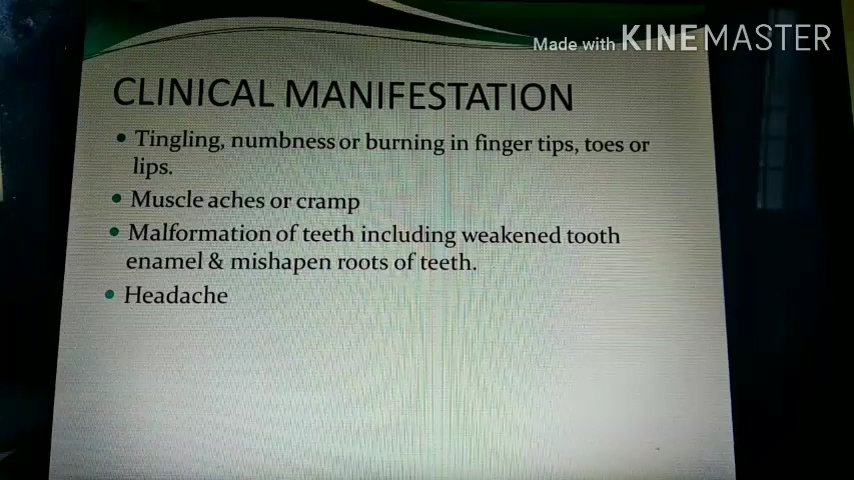 Made with KINEMASTER
CLINICAL MANIFESTATION
• Tingling, numbness or burning in finger tips, toes or
lips.
• Muscle aches or cramp
• Malformation of teeth including weakened tooth
enamel & mishapen roots of teeth.
• Headache